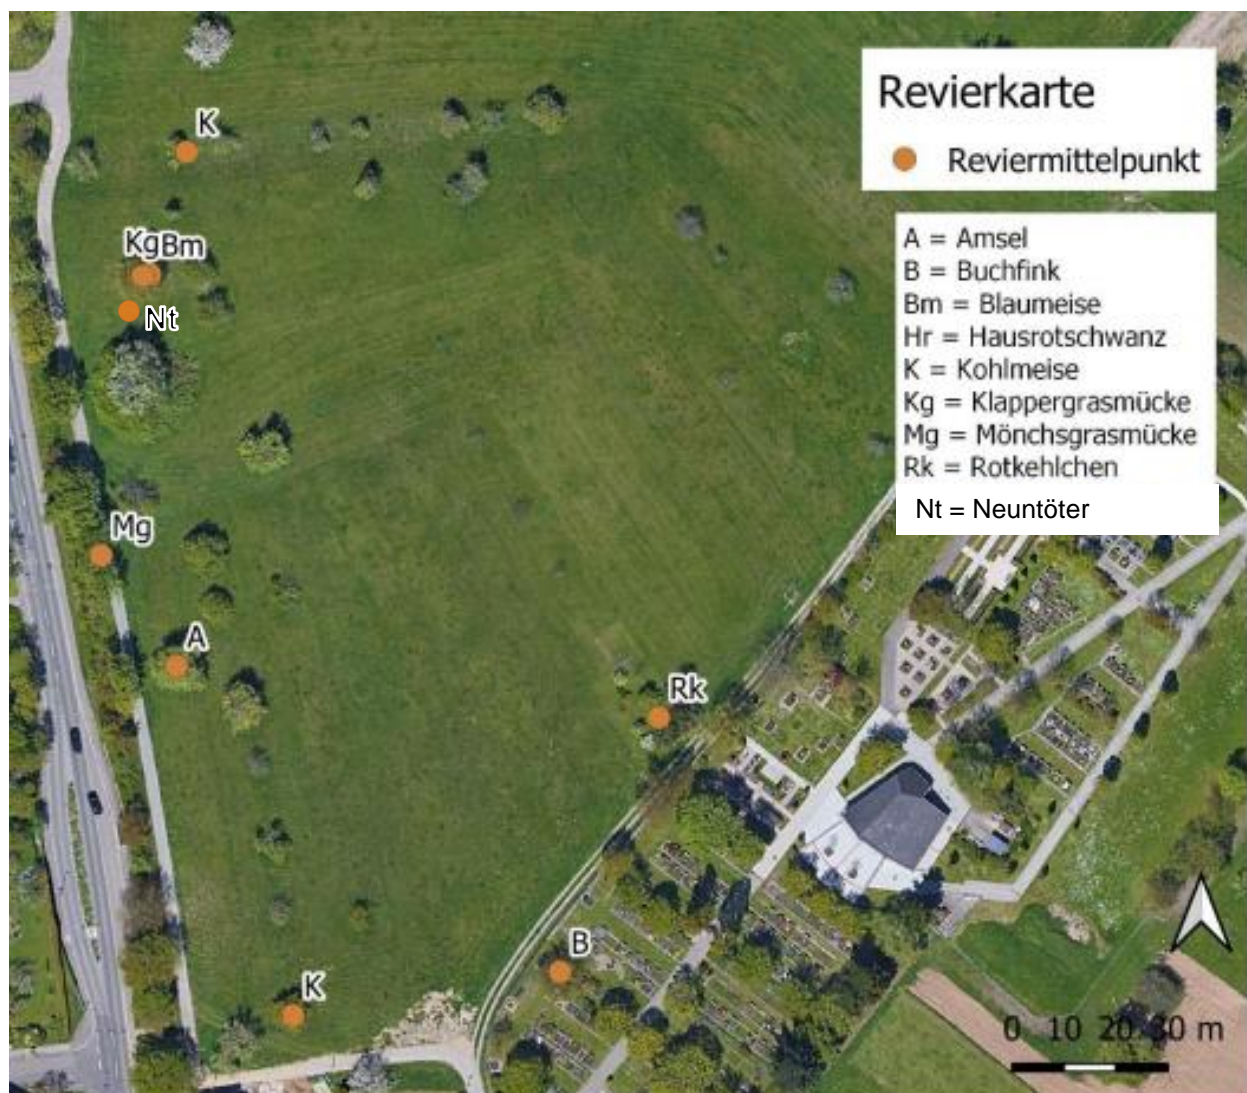 Revierkarte
Reviermittelpunkt
A = Amsel
B = Buchfink
Bm = Blaumeise
Hr = Hausrotschwanz
K = Kohlmeise
Kg = Klappergrasmücke
Mg = Mönchsgrasmücke
Rk = Rotkehlchen
Nt = Neuntöter
K
KgBm
Nt
Mg
A
Rk
B
K
0 10 20 30 m